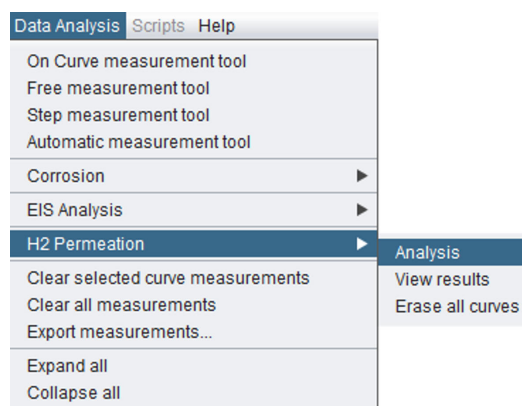 Data Analysis Scripts Help
On Curve measurement tool
Free measurement tool
Step measurement tool
Automatic measurement tool
Corrosion
EIS Analysis
H2 Permeation
Analysis
View results
Erase all curves
Clear selected curve measurements
Clear all measurements
Export measurements...
Expand all
Collapse all